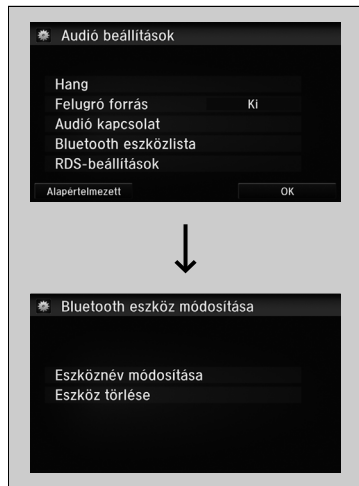 Audió beállítások
Hang
Felugró forrás Ki
Audió kapcsolat
Bluetooth eszközlista
RDS-beállítások
Alapértelmezett OK
Bluetooth eszköz módosítása
Eszköznév módosítása
Eszköz törlése